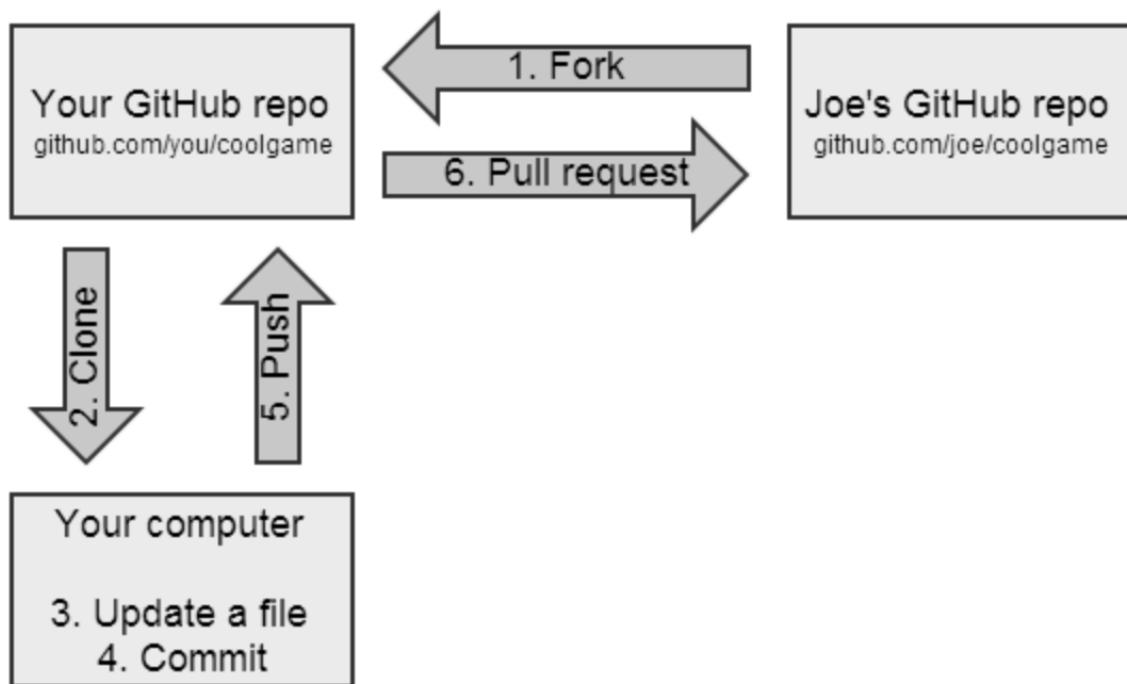 Your GitHub repo
github.com/you/coolgame
1. Fork
6. Pull request
Joe's GitHub repo
github.com/joe/coolgame
2. Clone
5. Push
Your computer
3. Update a file
4. Commit